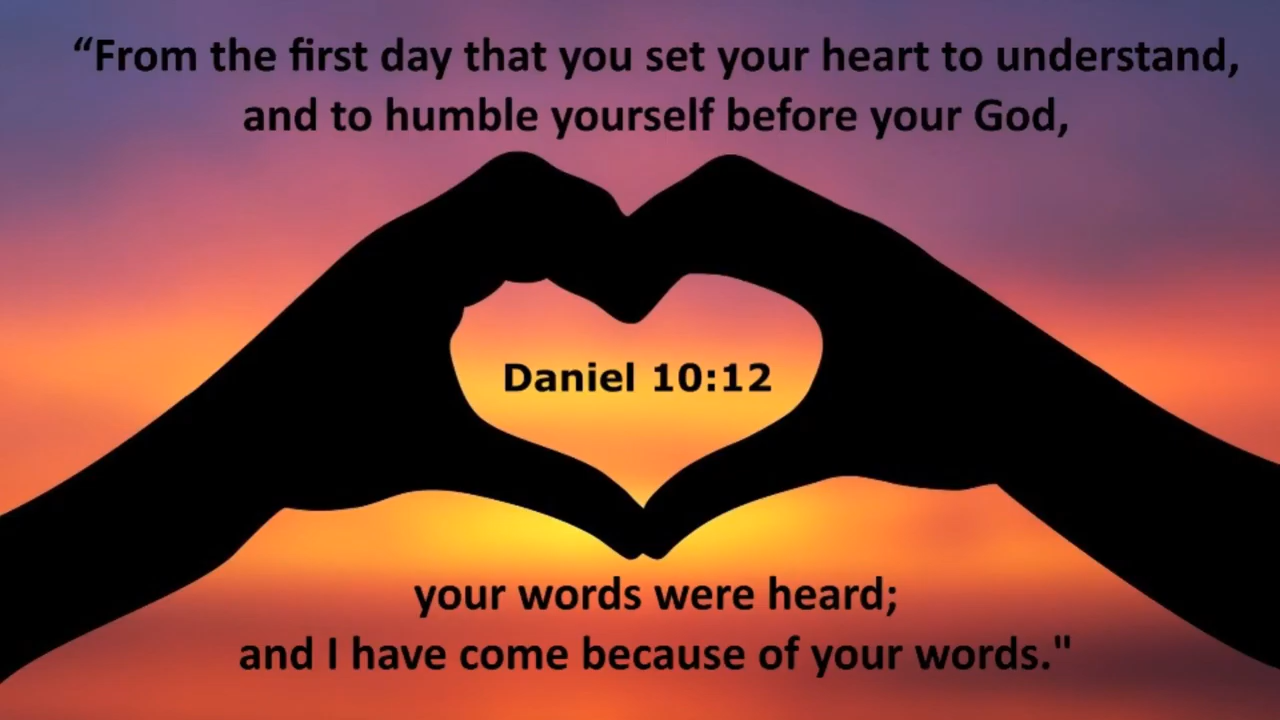 “From the first day that you set your heart to understand,
and to humble yourself before your God,
Daniel 10:12
your words were heard;
and I have come because of your words."